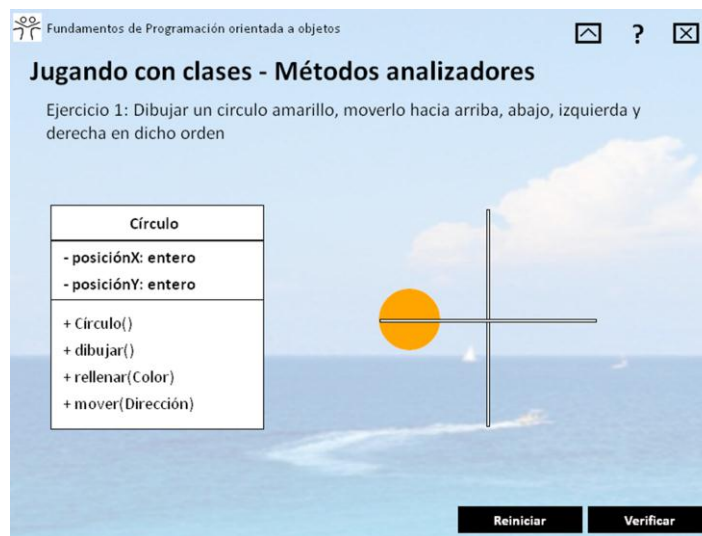 Fundamentos de Programación orientada a objetos
?
Jugando con clases - Métodos analizadores
Ejercicio 1: Dibujar un circulo amarillo, moverlo hacia arriba, abajo, izquierda y
derecha en dicho orden
Círculo
- posiciónX: entero
- posiciónY: entero
+ Círculo()
+ dibujar()
+ rellenar(Color)
+ mover(Dirección)
Reiniciar
Verificar